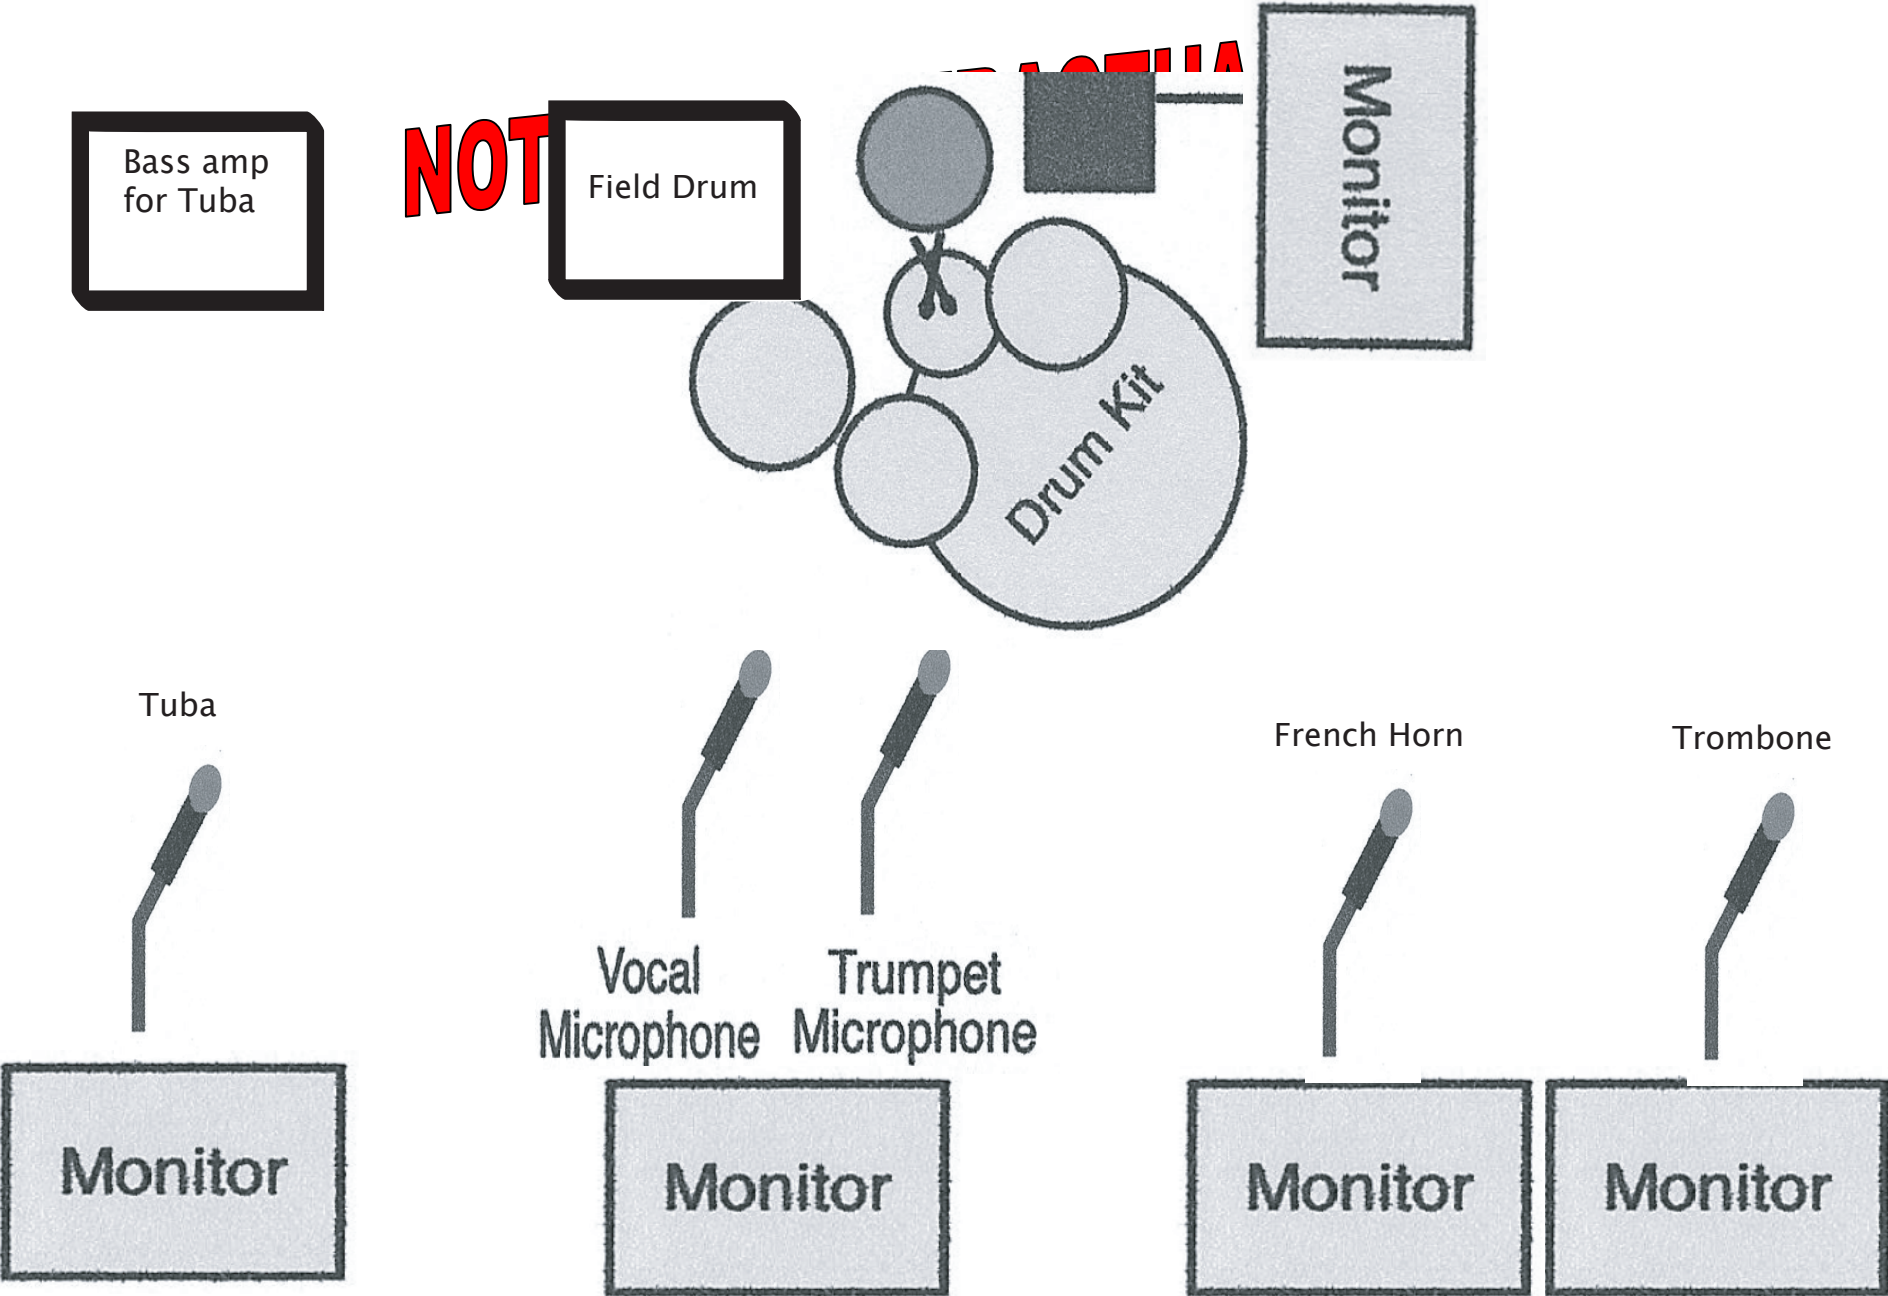 Monitor
NOT
Bass amp
for Tuba
Field Drum
Drum Kit
Tuba
French Horn
Trombone
Vocal
Microphone
Trumpet
Microphone
Monitor
Monitor
Monitor
Monitor